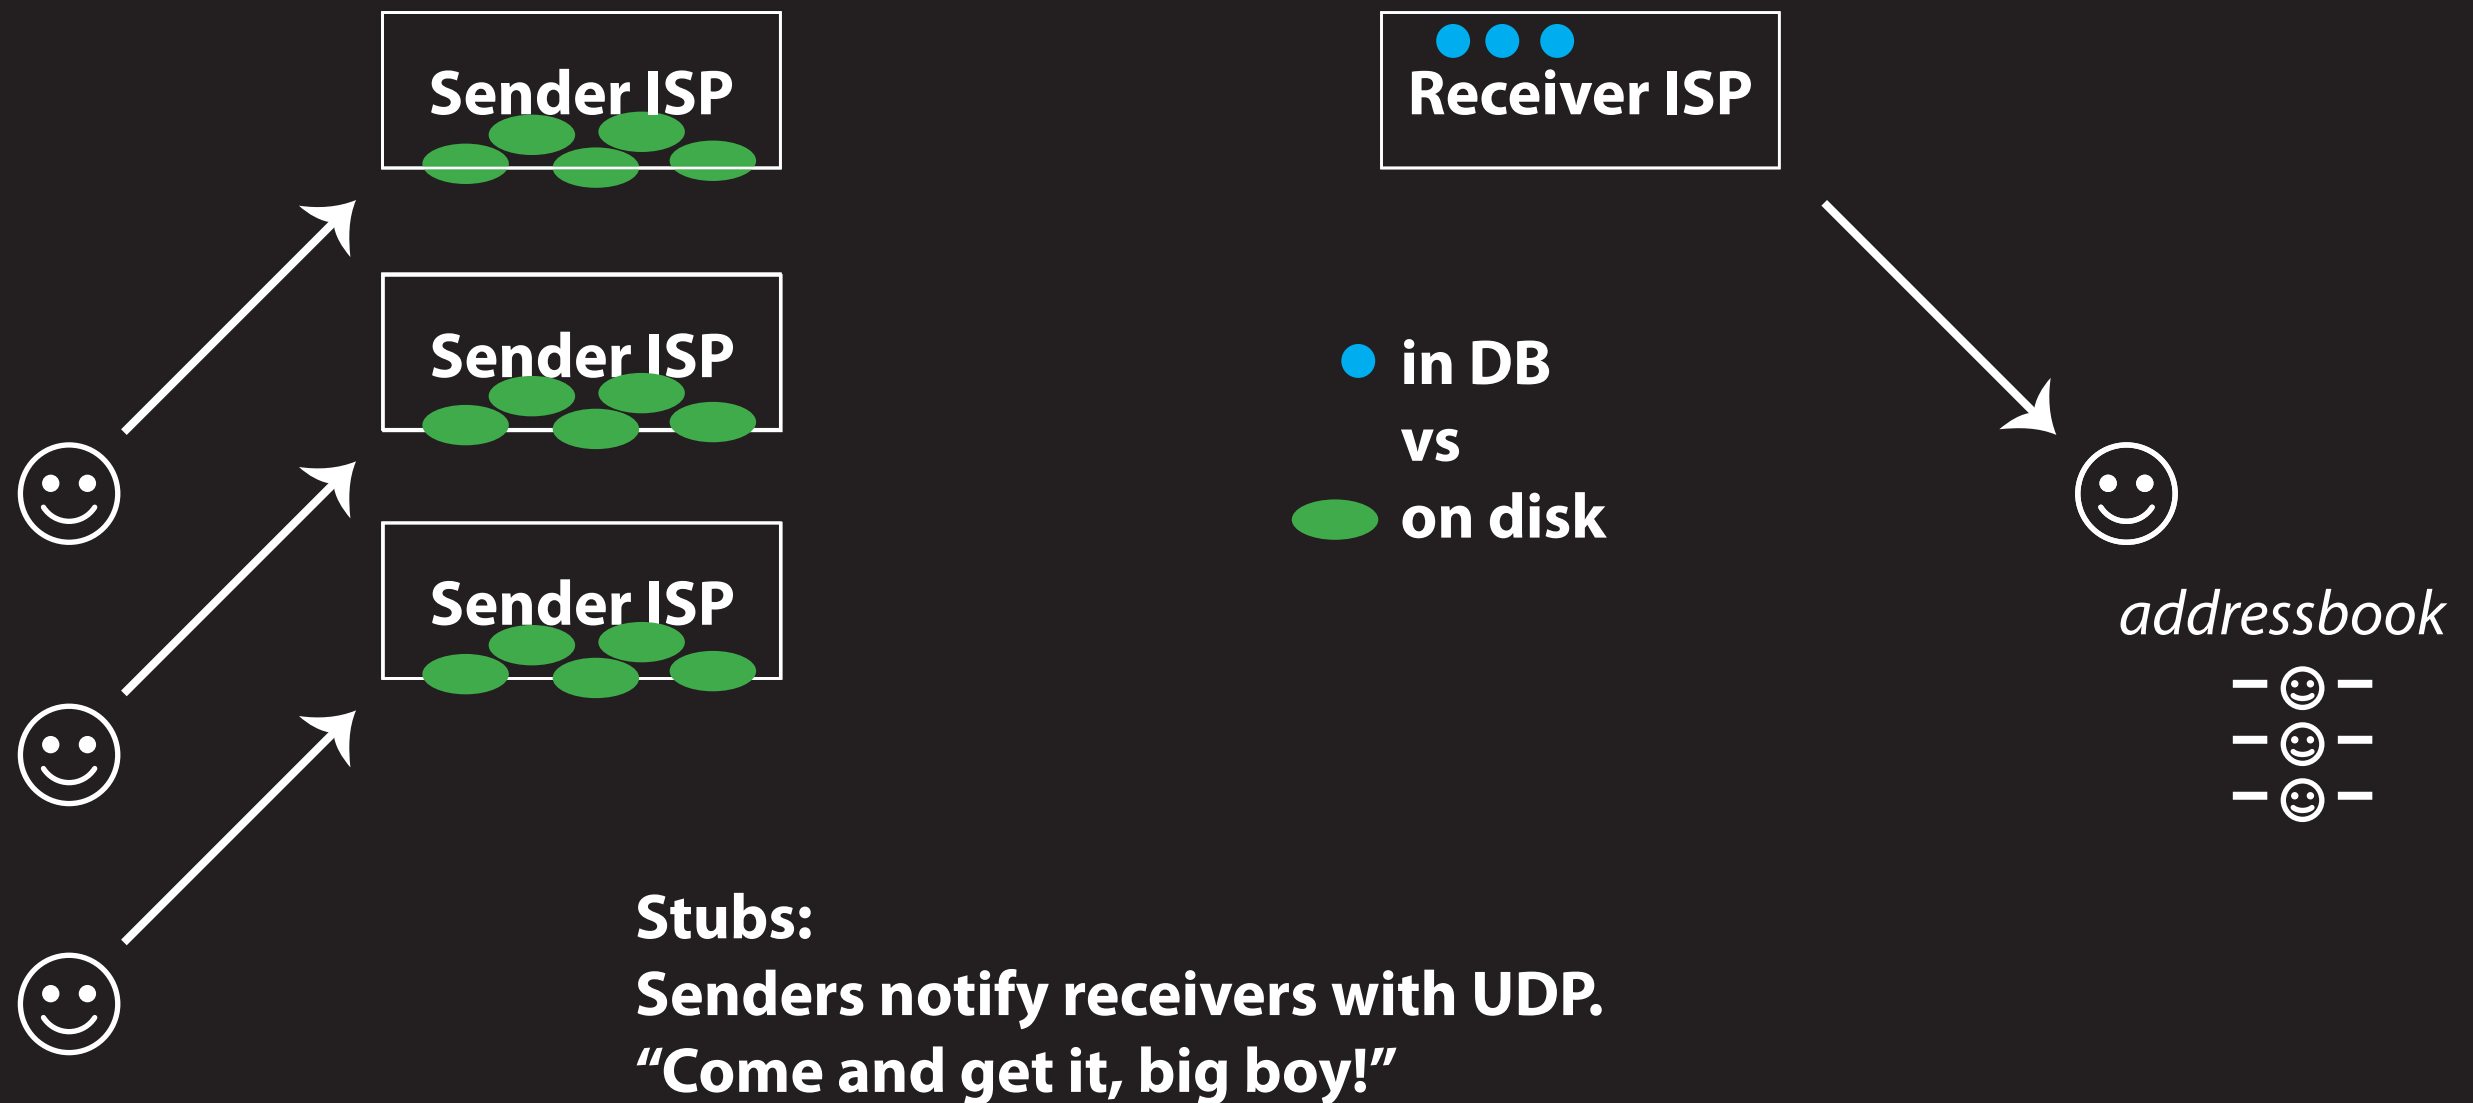 Sender ISP
Receiver ISP
Sender ISP
in DB
vs
on disk
Sender ISP
addressbook
Stubs:
Senders notify receivers with UDP.
“Come and get it, big boy!”